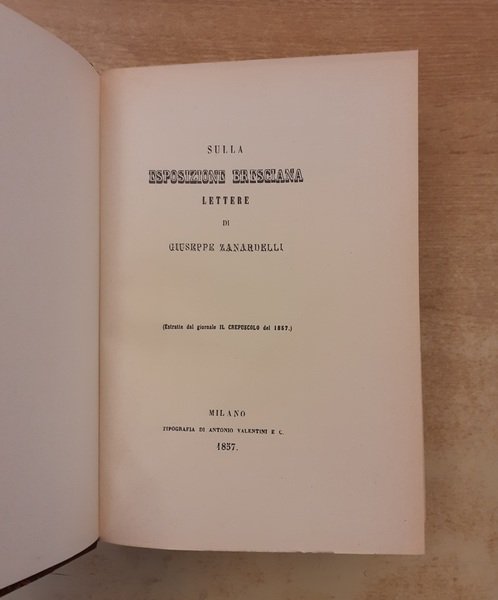 SULLA
ESPOSIZIONE BRESCIANA
LETTERE
DI
GIUSEPPE ZANARDELLI
(Estratte dal giornale IL CREPUSCOLO del 1857.)
MILANO
TIPOGRAFIA DI ANTONIO VALENTINI E C.
1857.